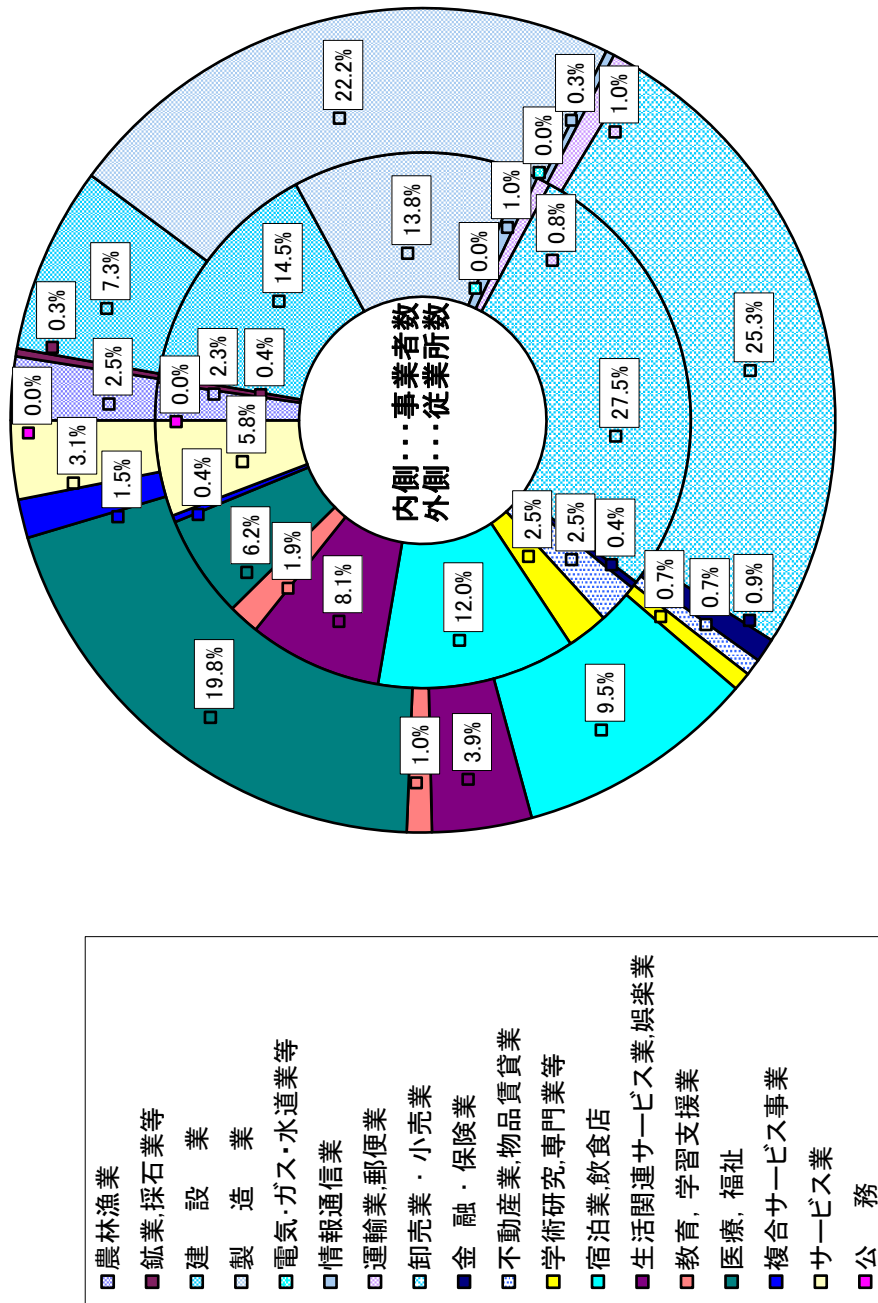 内側･･･事業者数
外側･･･従業所数
0.0%
0.3%
7.3%
22.2%
0.3%
0.0%
1.0%
25.3%
0.9%
0.7%
0.7%
9.5%
3.9%
1.0%
19.8%
1.5%
3.1%
0.0%
2.5%
2.3%
0.4%
14.5%
13.8%
0.0%
1.0%
0.8%
27.5%
0.4%
2.5%
2.5%
12.0%
8.1%
1.9%
6.2%
0.4%
5.8%
農林漁業
鉱業,採石業等
建　設　業
製　造　業
電気･ガス･水道業等
情報通信業
運輸業,郵便業
卸売業・小売業
金 融 ・保険業
不動産業,物品賃貸業
学術研究,専門業等
宿泊業,飲食店
生活関連サービス業,娯楽業
教育, 学習支援業
医療, 福祉
複合サービス事業
サービス業
公　　務